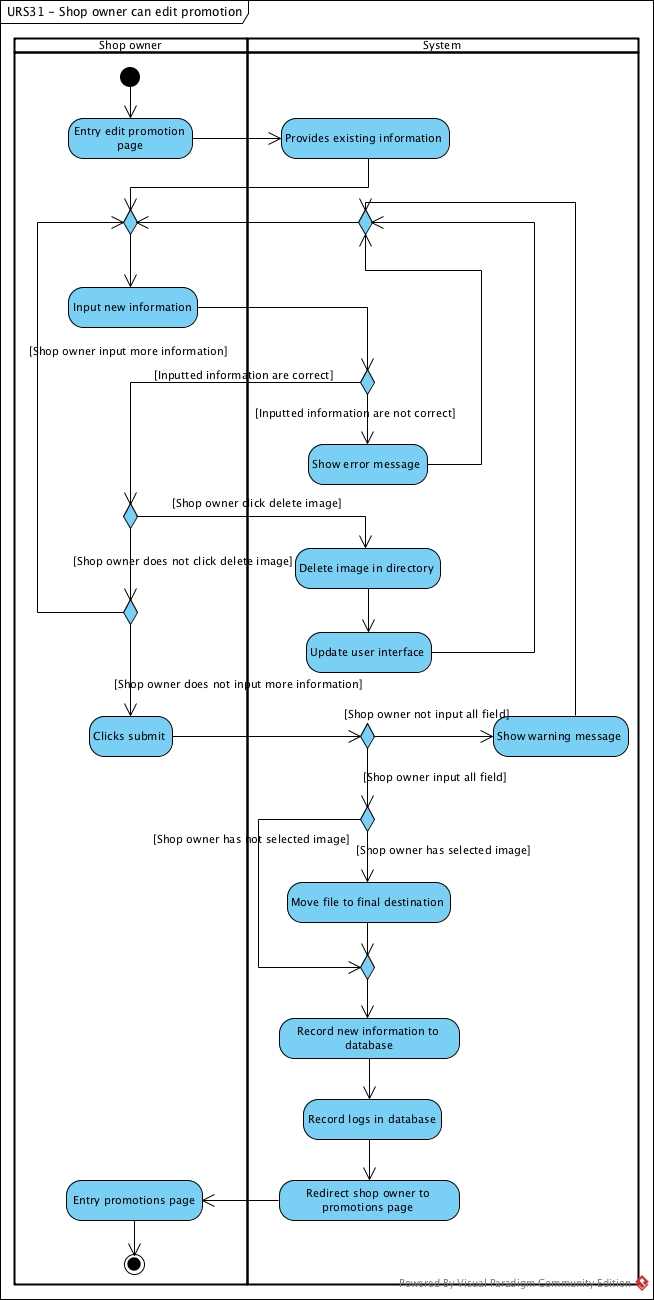 URS31 - Shop owner can edit promotion
Shop owner
System
Entry edit promotion
page
Provides existing information
Input new information
[Shop owner input more information]
[Inputted information are correct]
[Inputted information are not correct]
Show error message
[Shop owner click delete image]
[Shop owner does not click delete image]
Delete image in directory
Update user interface
[Shop owner does not input more information]
[Shop owner not input all field]
Clicks submit
Show warning message
[Shop owner input all field]
[Shop owner has not selected image]
[Shop owner has selected image]
Move file to final destination
Record new information to
database
Record logs in database
Redirect shop owner to
promotions page
Entry promotions page
Powered By Visual Paradigm Community Edition